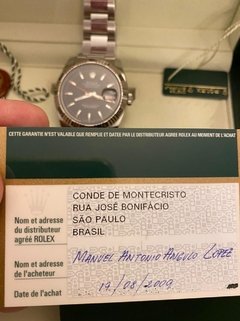 CETTE GARANTIE N'EST VALABLE QUE REMPLIE ET DATEE PAR LE DISTRIBUTEUR AGRÉÉ ROLEX AU MOMENT DE L'ACHAT
Nom et adresse
du distributeur
agréé ROLEX
CONDE DE MONTECRISTO
RUA JOSÉ BONIFÁCIO
SÃO PAULO
BRASIL
Nom et adresse
de l'acheteur
MANUEL ANTONIO ANGULO LOPEZ
Date de l'achat
19/08/2009